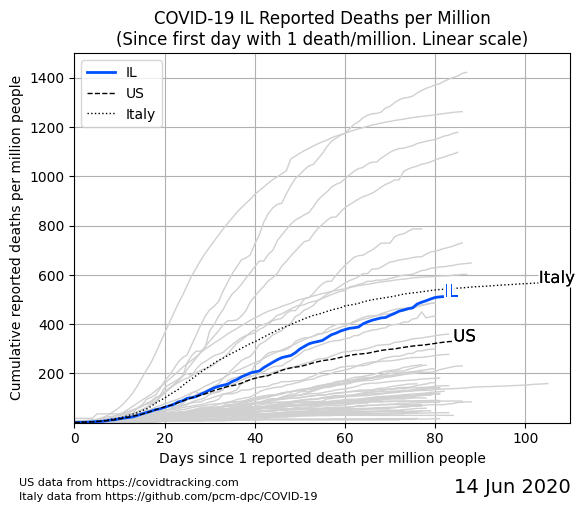 COVID-19 IL Reported Deaths per Million
(Since first day with 1 death/million. Linear scale)
Cumulative reported deaths per million people
1400
1200
1000
800
600
400
200
IL
US
Italy
Italy
IL
US
0
20
40
60
80
100
Days since 1 reported death per million people
US data from https://covidtracking.com
Italy data from https://github.com/pcm-dpc/COVID-19
14 Jun 2020